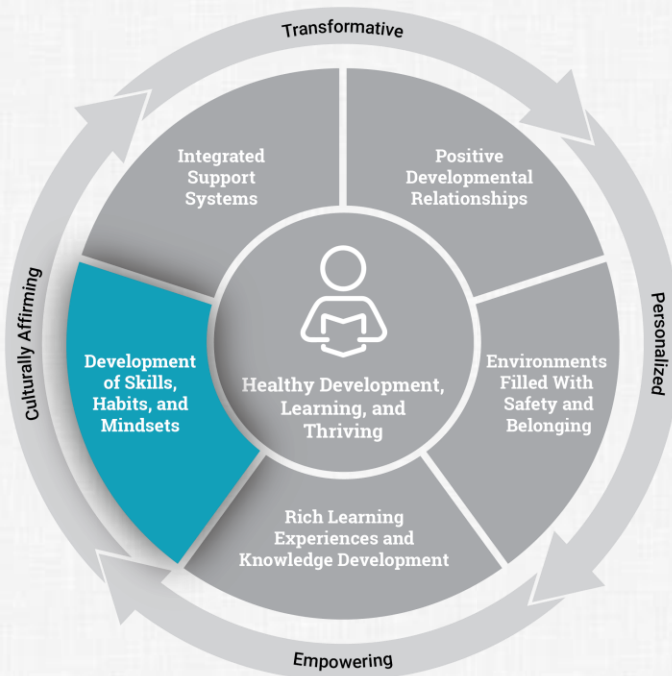 Transformative
Integrated
Support
Systems
Positive
Developmental
Relationships
Culturally Affirming
Personalized
Development
of Skills,
Habits, and
Mindsets
Healthy Development,
Learning, and
Thriving
Environments
Filled With
Safety and
Belonging
Rich Learning
Experiences and
Knowledge Development
Empowering